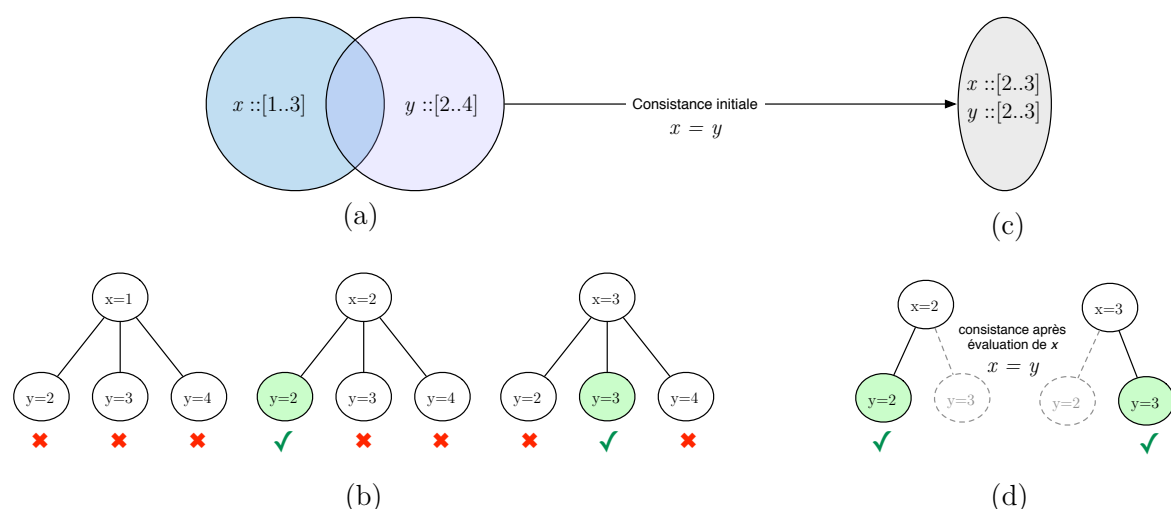 x ::[1..3]
y ::[2..4]
Consistance initiale
x = y
x ::[2..3]
y ::[2..3]
(a)
(c)
x=1
x=2
x=3
y=2
y=3
y=4
y=2
y=3
y=4
y=2
y=3
y=4
(b)
x=2
x=3
consistance après
évaluation de x
x = y
y=2
y=3
y=2
y=3
(d)